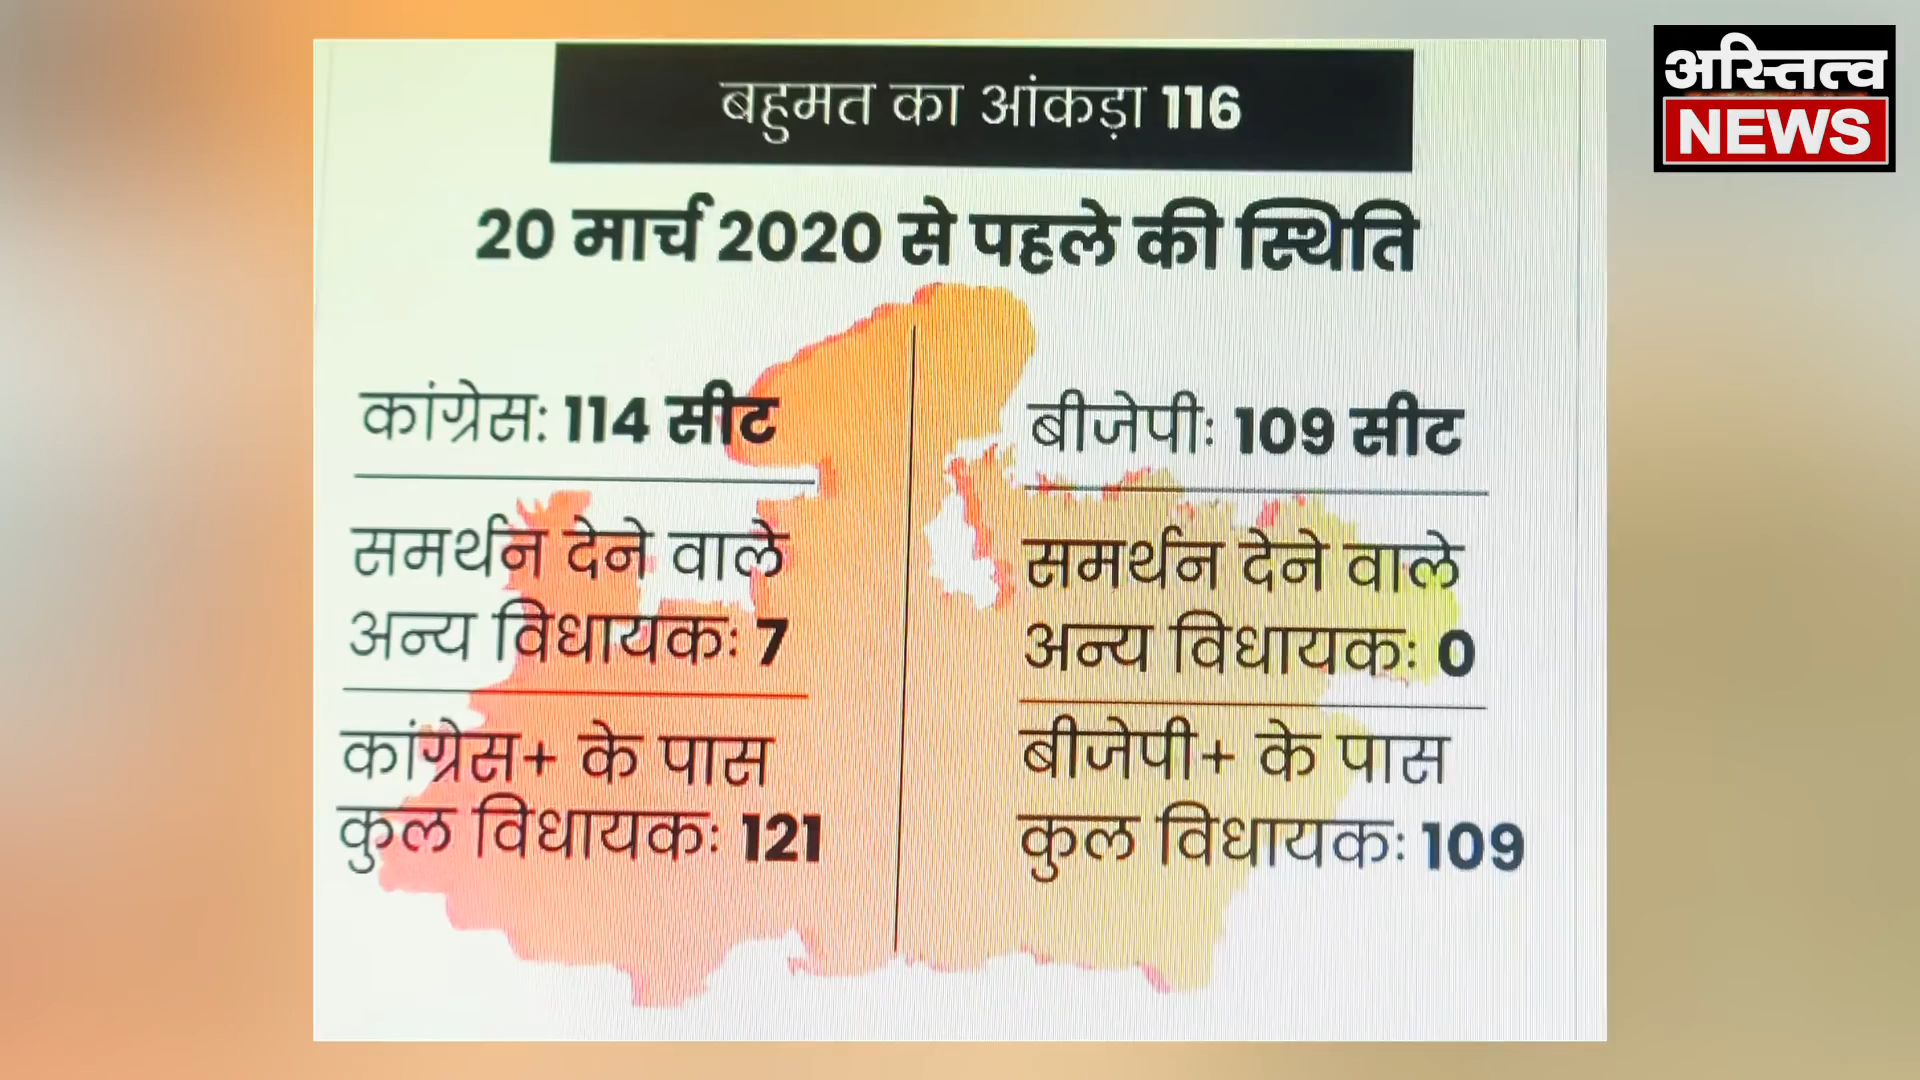 अस्तित्व
NEWS
बहुमत का आंकड़ा 116
20 मार्च 2020 से पहले की स्थिति
कांग्रेस: 114 सीट
समर्थन देने वाले
अन्य विधायक: 7
कांग्रेस+ के पास
कुल विधायक: 121
बीजेपी: 109 सीट
समर्थन देने वाले
अन्य विधायक: 0
बीजेपी+ के पास
कुल विधायक: 109